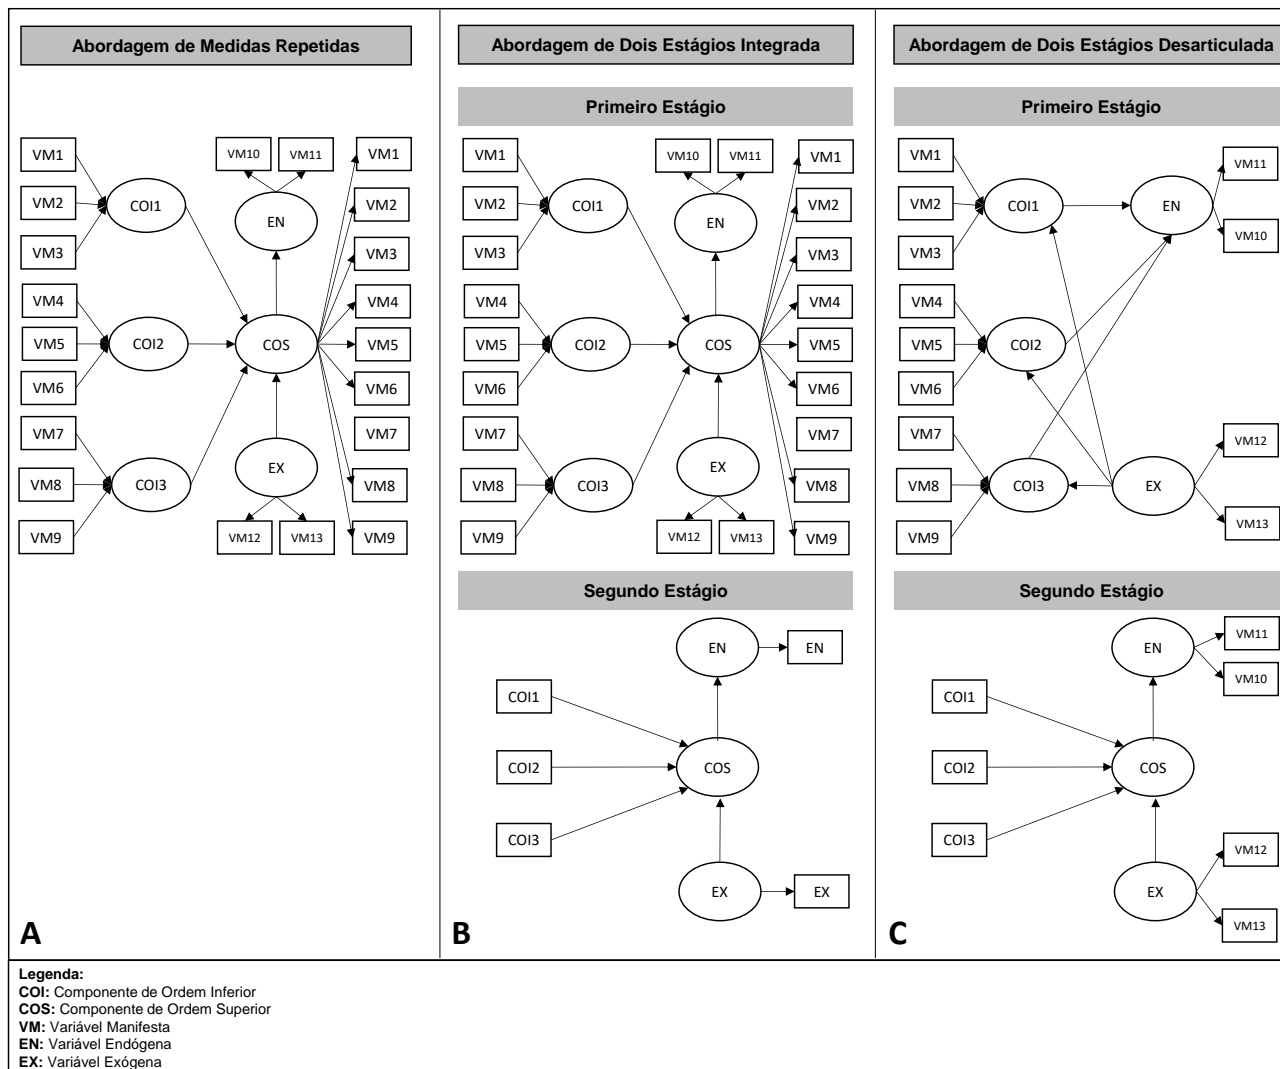 Abordagem de Medidas Repetidas
VM1
VM2
VM3
VM4
VM5
VM6
VM7
VM8
VM9
COI1
COI2
COI3
VM10
VM11
EN
COS
EX
VM12
VM13
VM1
VM2
VM3
VM4
VM5
VM6
VM7
VM8
VM9
A
Abordagem de Dois Estágios Integrada
Primeiro Estágio
VM1
VM2
VM3
VM4
VM5
VM6
VM7
VM8
VM9
COI1
COI2
COI3
VM10
VM11
EN
COS
EX
VM12
VM13
VM1
VM2
VM3
VM4
VM5
VM6
VM7
VM8
VM9
Segundo Estágio
COI1
COI2
COI3
EN
EN
COS
EX
EX
B
Abordagem de Dois Estágios Desarticulada
Primeiro Estágio
VM1
VM2
VM3
VM4
VM5
VM6
VM7
VM8
VM9
COI1
COI2
COI3
EN
VM11
VM10
EX
VM12
VM13
Segundo Estágio
COI1
COI2
COI3
EN
VM11
VM10
COS
EX
VM12
VM13
C
Legenda:
COI: Componente de Ordem Inferior
COS: Componente de Ordem Superior
VM: Variável Manifesta
EN: Variável Endógena
EX: Variável Exógena